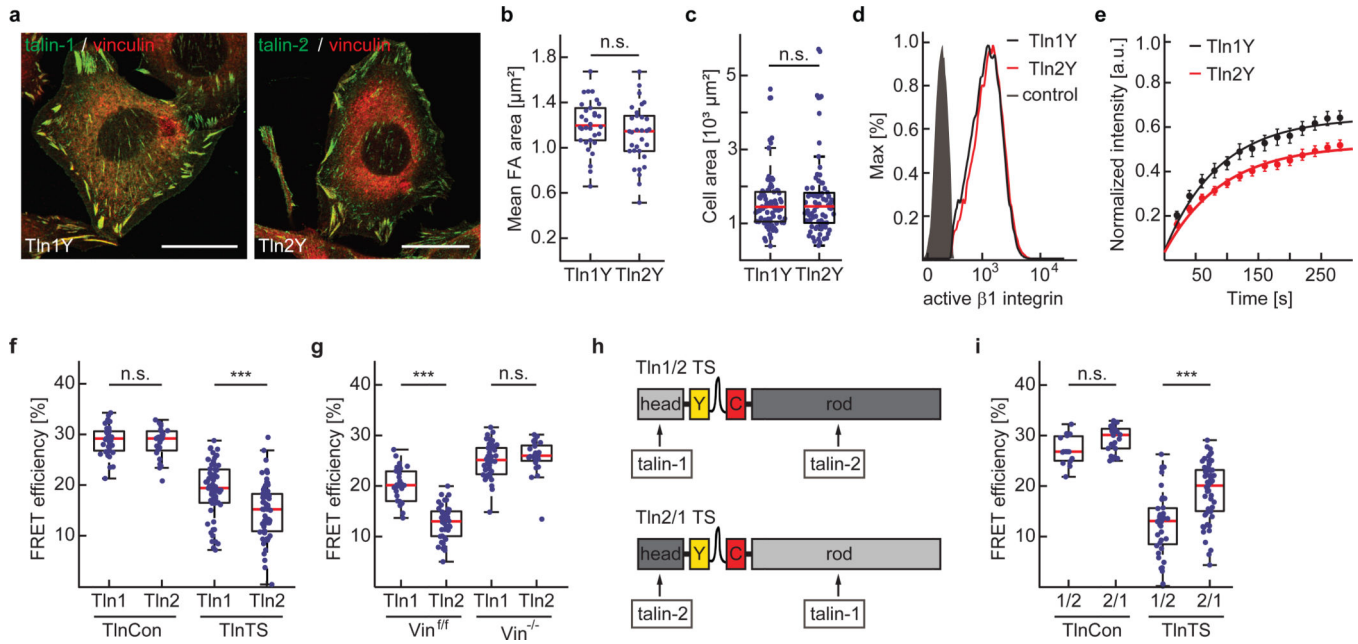 a
talin-1 / vinculin
Tln1Y
talin-2 / vinculin
Tln2Y
b
n.s.
Mean FA area [µm²]
1.8
1.4
1.0
0.6
0.2
Tln1Y Tln2Y
c
n.s.
Cell area [10³ µm²]
5
3
1
Tln1Y Tln2Y
d
Tln1Y
Tln2Y
control
Max [%]
1.0
0.8
0.6
0.4
0.2
0 10³ 10⁴
active β1 integrin
e
Tln1Y
Tln2Y
Normalized intensity [a.u.]
1.0
0.8
0.6
0.4
0.2
50 150 250
Time [s]
f
n.s. ***
FRET efficiency [%]
40
30
20
10
Tln1 Tln2 Tln1 Tln2
TlnCon TlnTS
g
*** n.s.
FRET efficiency [%]
40
30
20
10
Tln1 Tln2 Tln1 Tln2
Vin^f/f Vin^-/-
h
Tln1/2 TS
head Y C rod
talin-1 talin-2
Tln2/1 TS
head Y C rod
talin-2 talin-1
i
n.s. ***
FRET efficiency [%]
40
30
20
10
1/2 2/1 1/2 2/1
TlnCon TlnTS